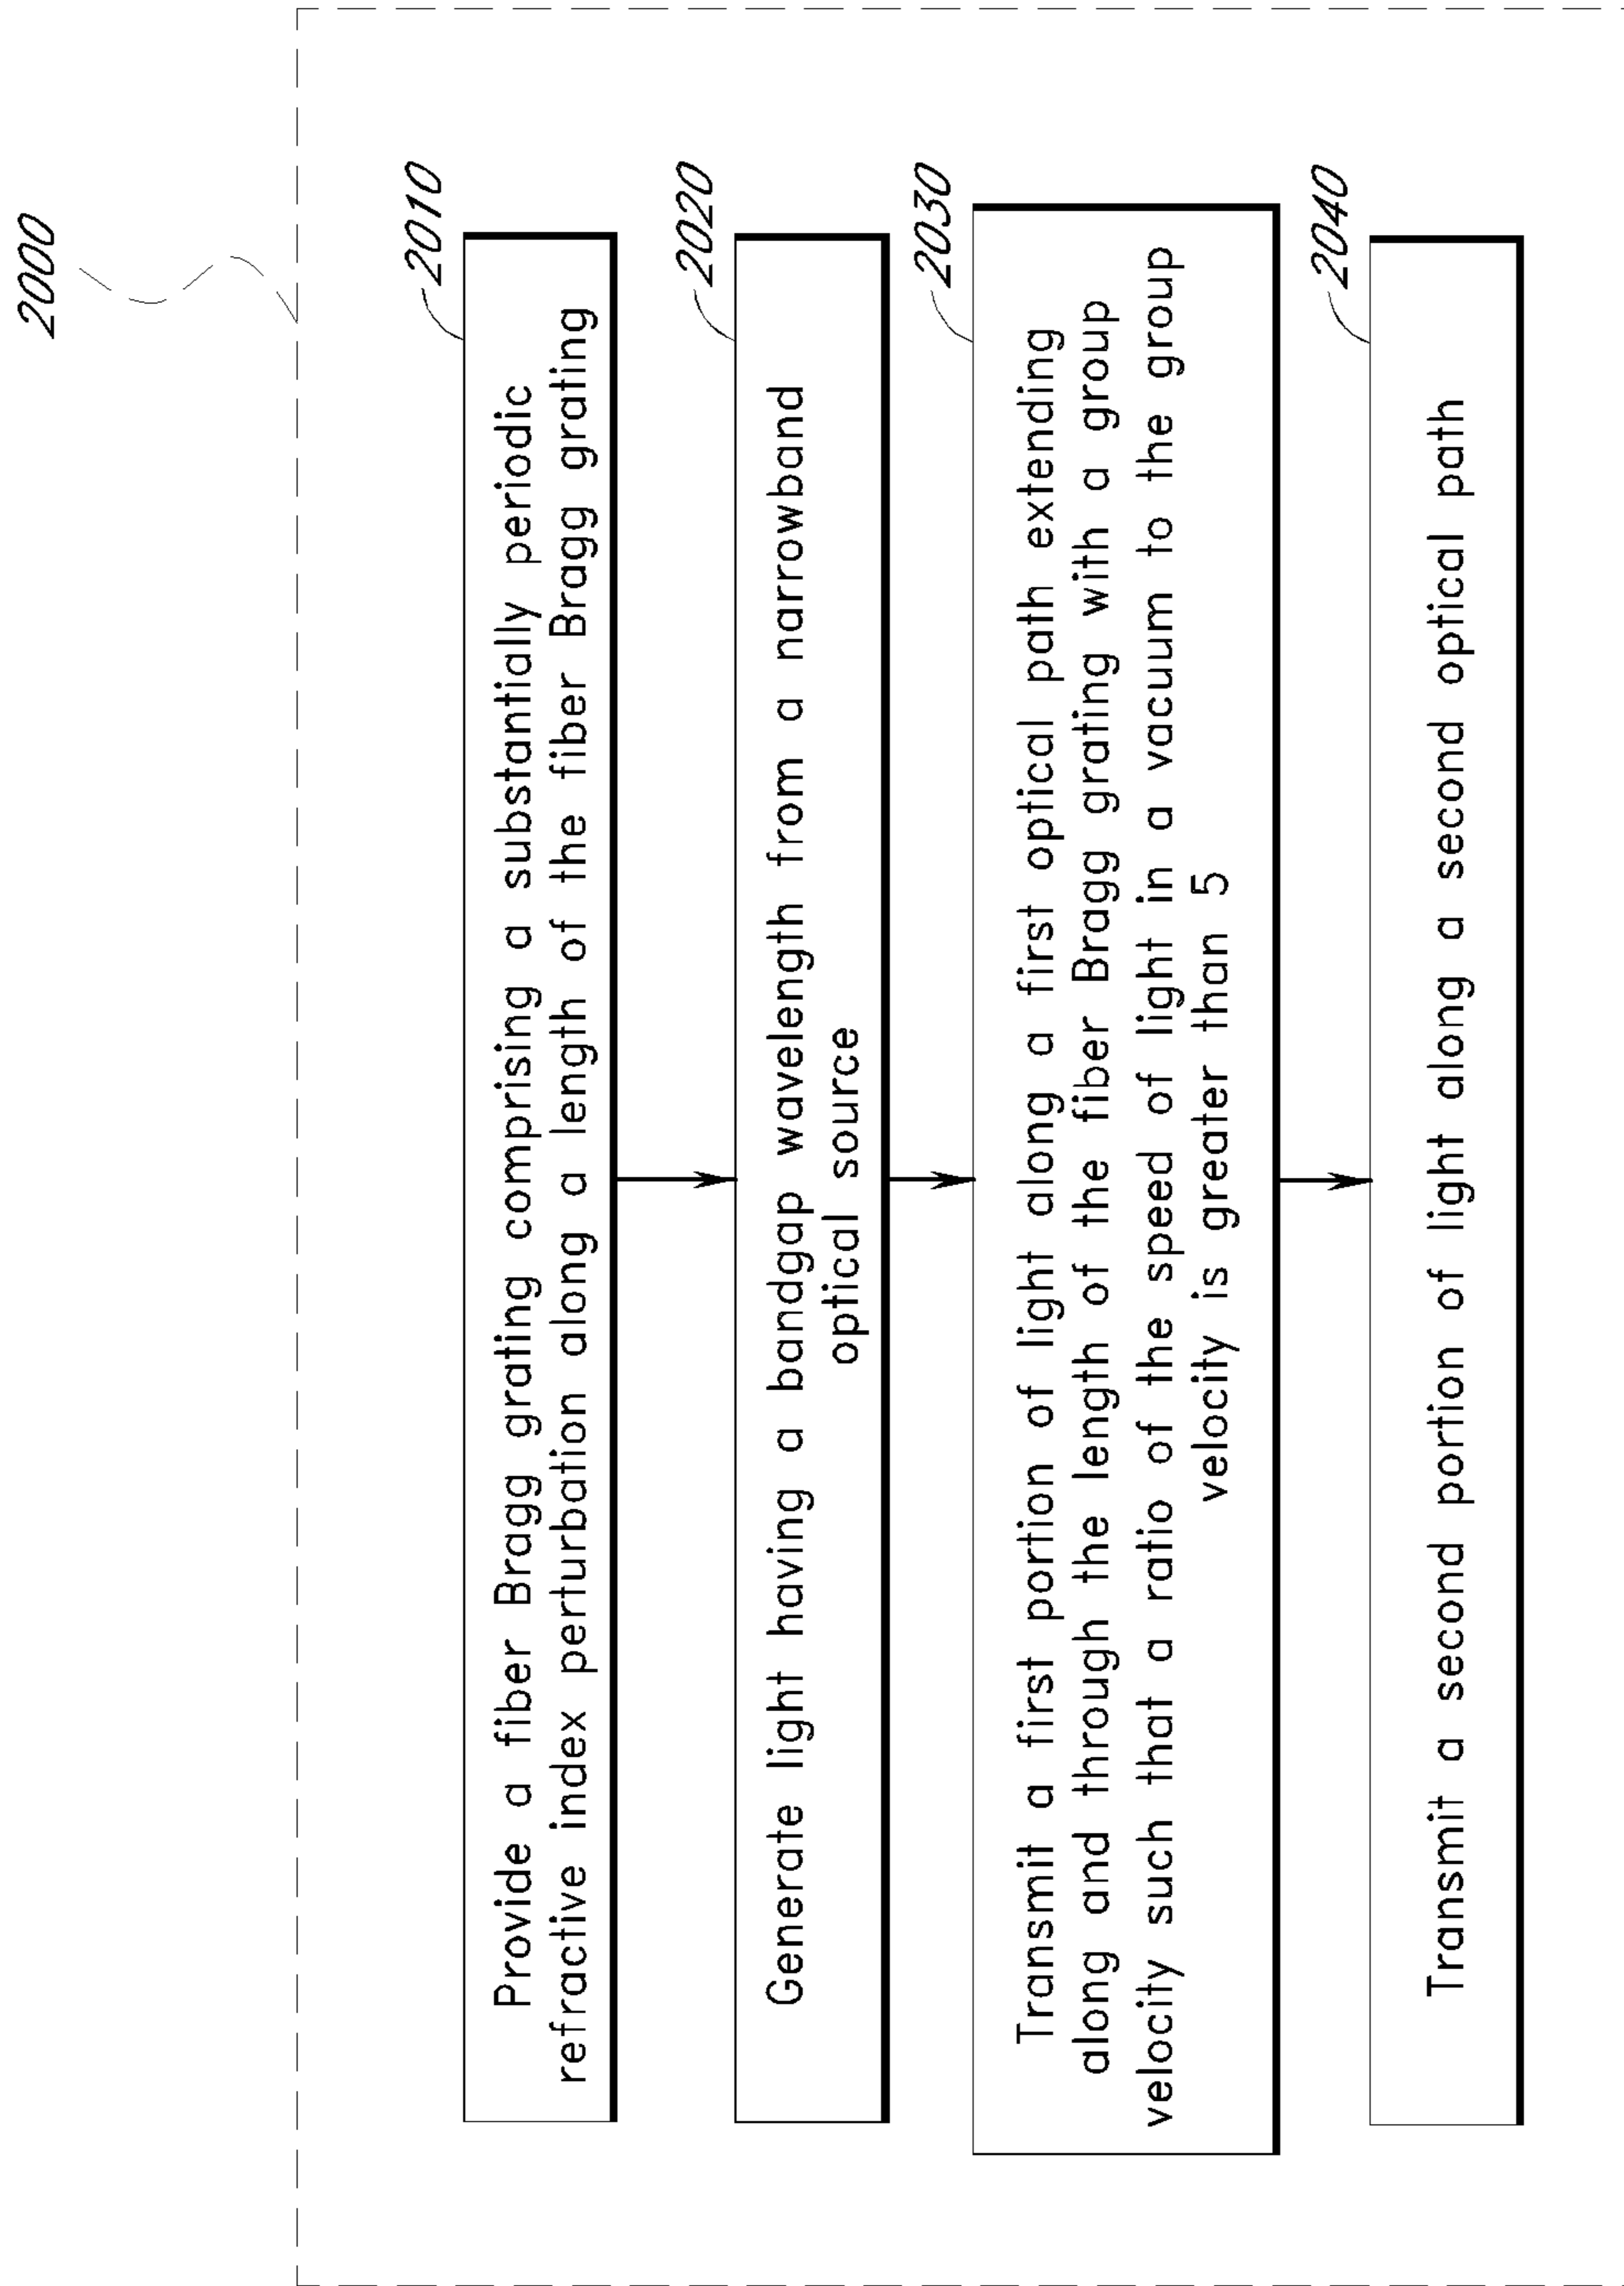 2000
2010
Provide a fiber Bragg grating comprising a substantially periodic
refractive index perturbation along a length of the fiber Bragg grating
2020
Generate light having a bandgap wavelength from a narrowband
optical source
2030
Transmit a first portion of light along a first optical path extending
along and through the length of the fiber Bragg grating with a group
velocity such that a ratio of the speed of light in a vacuum to the group
velocity is greater than 5
2040
Transmit a second portion of light along a second optical path